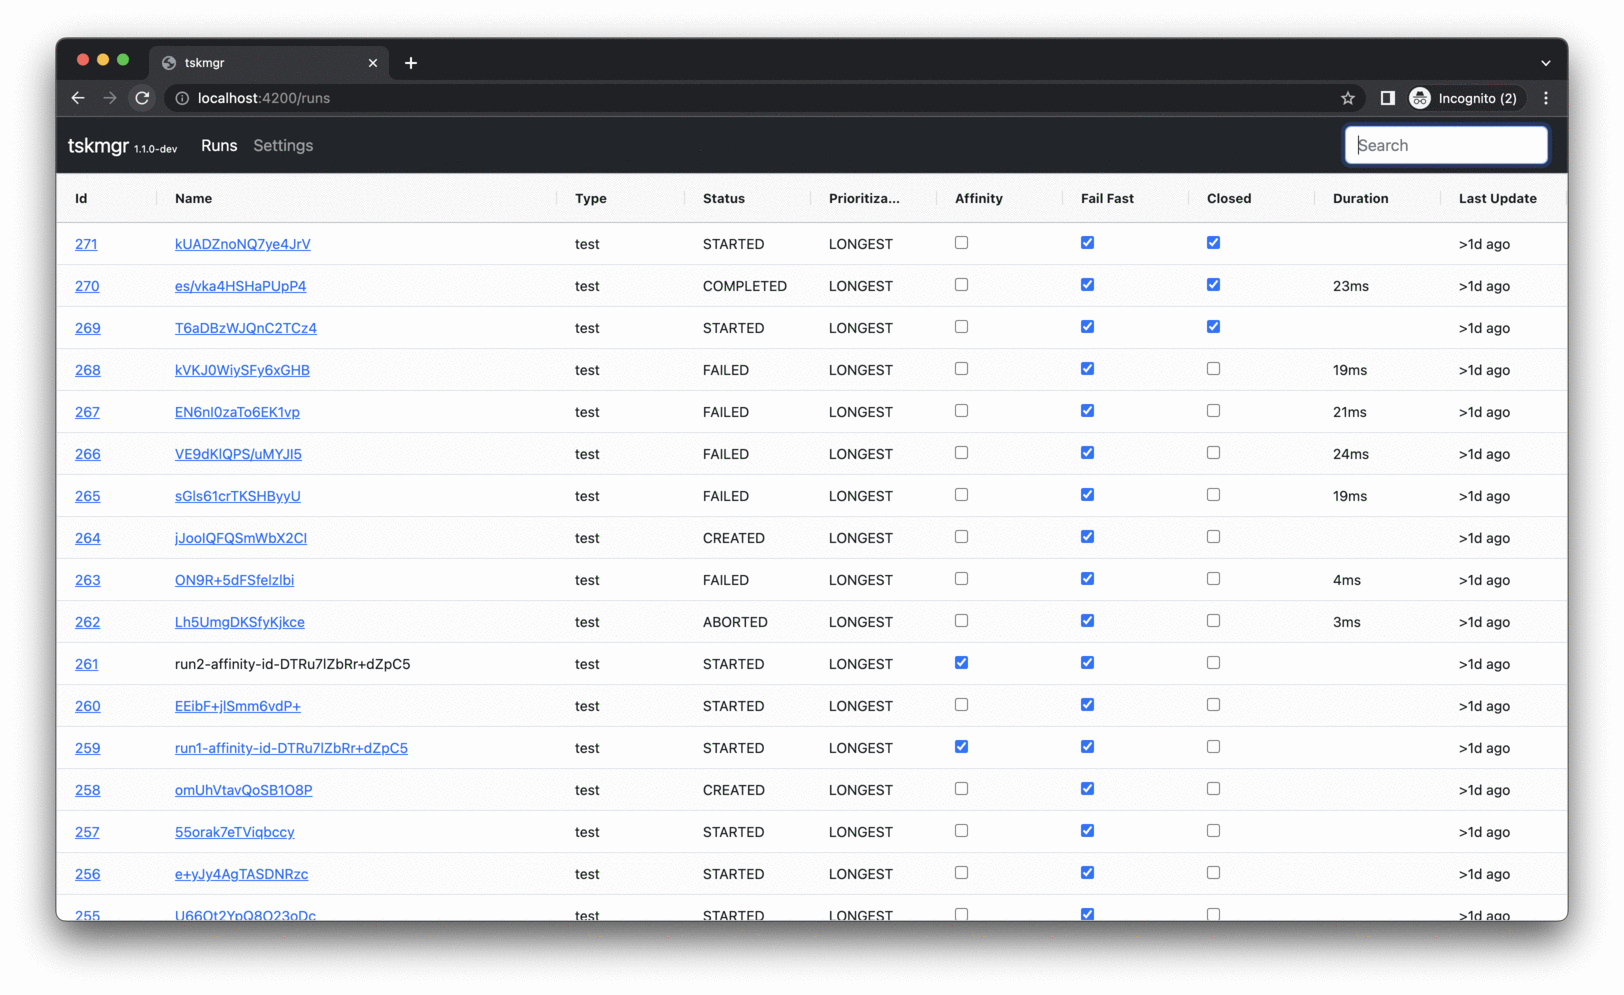 tskmgr
localhost:4200/runs
Incognito (2)
tskmgr 1.1.0-dev Runs Settings Search
Id Name Type Status Prioritiza... Affinity Fail Fast Closed Duration Last Update
271 kUADZnoNQ7ye4JrV test STARTED LONGEST >1d ago
270 es/vka4HSHaPUpP4 test COMPLETED LONGEST 23ms >1d ago
269 T6aDBzWJQnC2TCz4 test STARTED LONGEST >1d ago
268 kVKJ0WiySFy6xGHB test FAILED LONGEST 19ms >1d ago
267 EN6nI0zaTo6EK1vp test FAILED LONGEST 21ms >1d ago
266 VE9dKlQPS/uMYJI5 test FAILED LONGEST 24ms >1d ago
265 sGls61crTKSHByyU test FAILED LONGEST 19ms >1d ago
264 jJoolQFQSmWbX2CI test CREATED LONGEST >1d ago
263 ON9R+5dFSfelzlbi test FAILED LONGEST 4ms >1d ago
262 Lh5UmgDKSfyKjkce test ABORTED LONGEST 3ms >1d ago
261 run2-affinity-id-DTRu7lZbRr+dZpC5 test STARTED LONGEST >1d ago
260 EEibF+jlSmm6vdP+ test STARTED LONGEST >1d ago
259 run1-affinity-id-DTRu7lZbRr+dZpC5 test STARTED LONGEST >1d ago
258 omUhVtavQoSB1O8P test CREATED LONGEST >1d ago
257 55orak7eTViqbccy test STARTED LONGEST >1d ago
256 e+yJy4AgTASDNRzc test STARTED LONGEST >1d ago
255 U66Ot2YpQ8O23oDc test STARTED LONGEST >1d ago